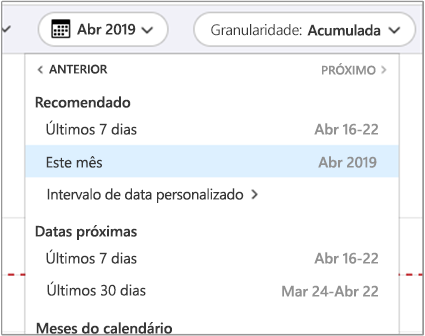 Abr 2019 Granularidade: Acumulada
ANTERIOR PRÓXIMO
Recomendado
Últimos 7 dias Abr 16-22
Este mês Abr 2019
Intervalo de data personalizado
Datas próximas
Últimos 7 dias Abr 16-22
Últimos 30 dias Mar 24-Abr 22
Meses do calendário